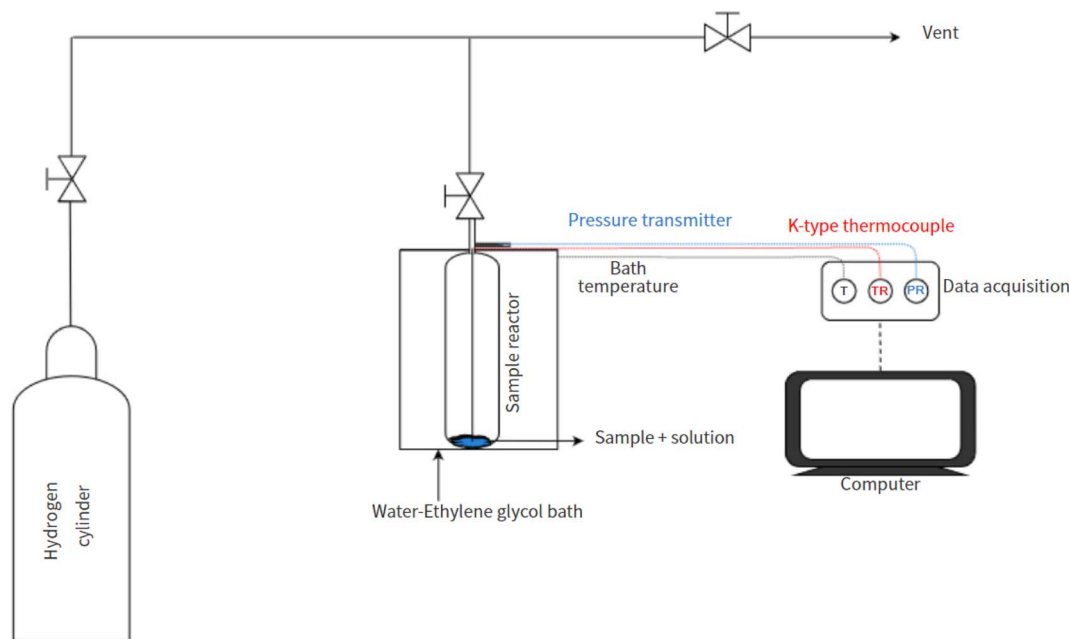 Vent
Pressure transmitter
K-type thermocouple
Bath
temperature
T
TR
PR
Data acquisition
Sample reactor
Sample + solution
Computer
Water-Ethylene glycol bath
Hydrogen
cylinder